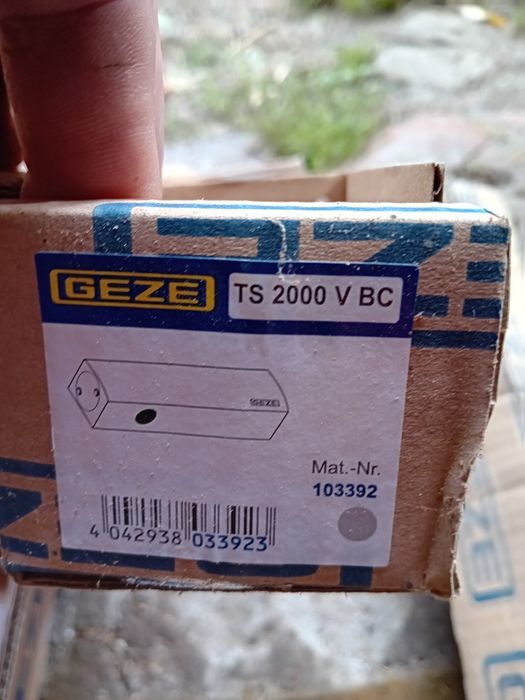 GEZE
TS 2000 V BC
GEZE
Mat.-Nr.
103392
4 042938 033923